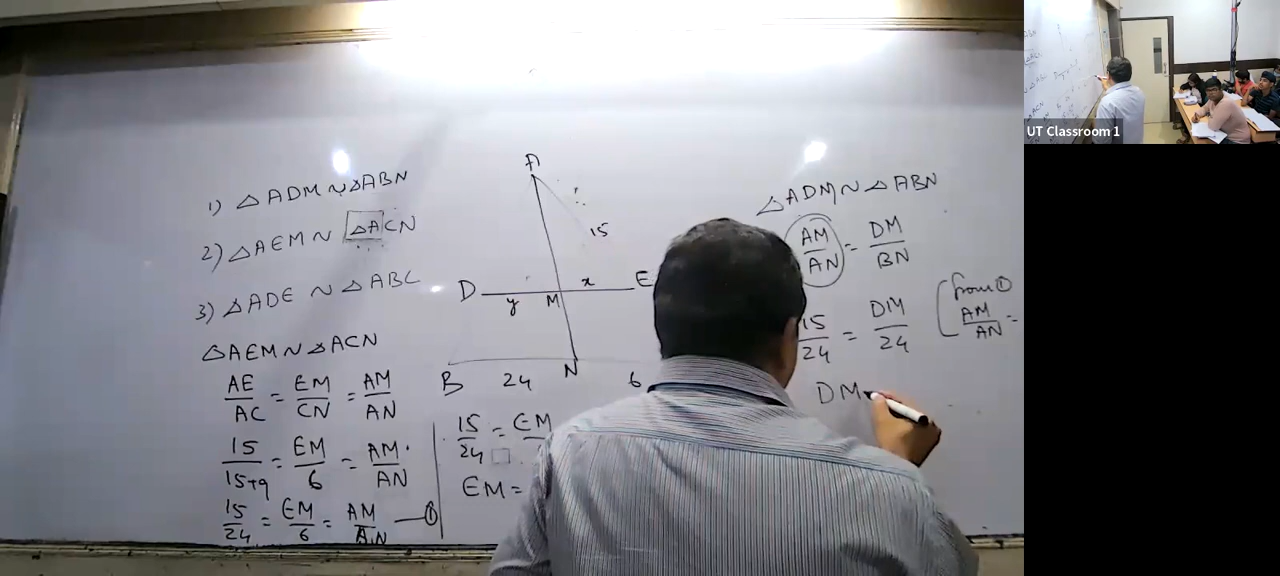 1) △ADM ~ △ABN
2) △AEM ~ △ACN
3) △ADE ~ △ABC
△AEM ~ △ACN
AE/AC = EM/CN = AM/AN
15/15+9 = EM/6 = AM/AN
15/24 = EM/6 = AM/AN —①
A
15
D y M x E
B 24 N 6
15/24 = EM
EM =
△ADM ~ △ABN
AM/AN = DM/BN
15/24 = DM/24
(from ①
AM/AN =
DM
UT Classroom 1